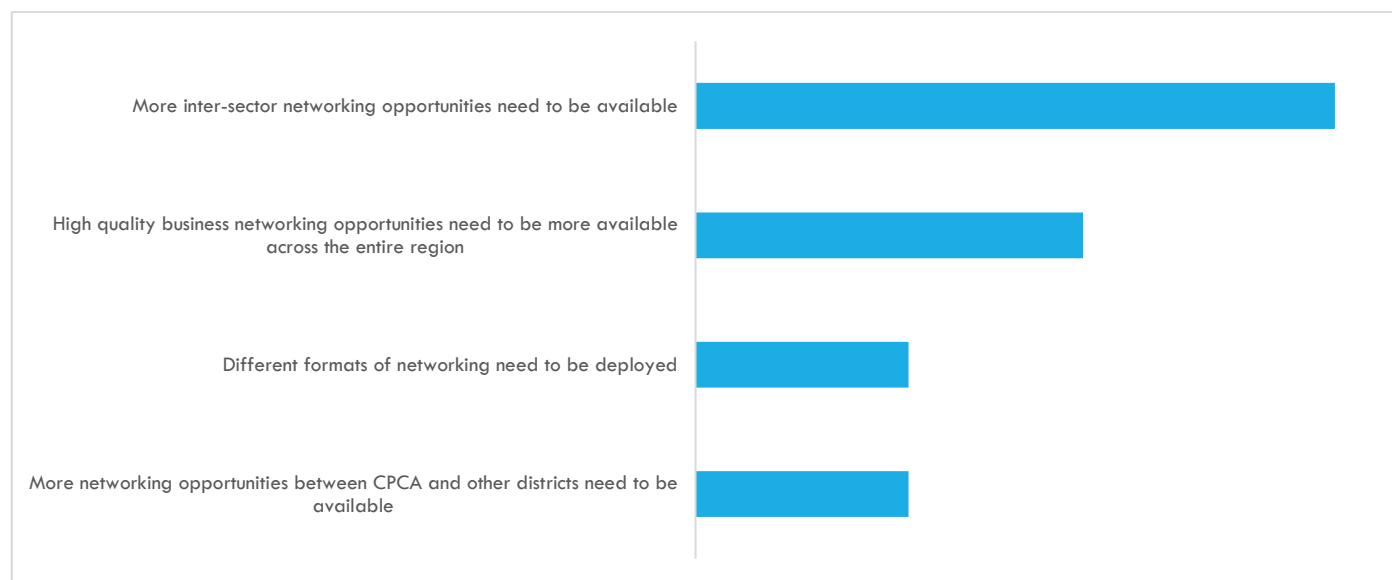 More inter-sector networking opportunities need to be available
High quality business networking opportunities need to be more available
across the entire region
Different formats of networking need to be deployed
More networking opportunities between CPCA and other districts need to be
available